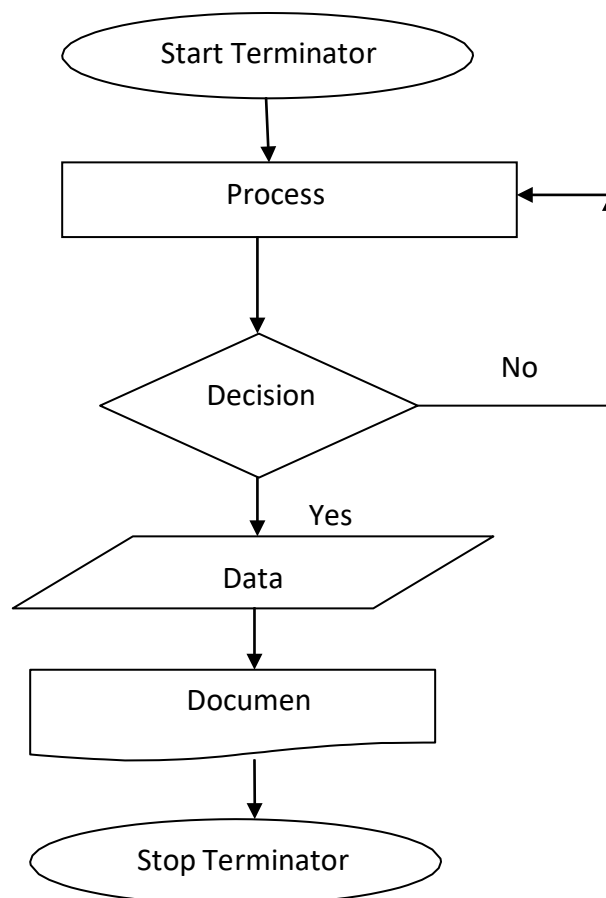 Start Terminator
Process
Decision
No
Yes
Data
Documen
Stop Terminator